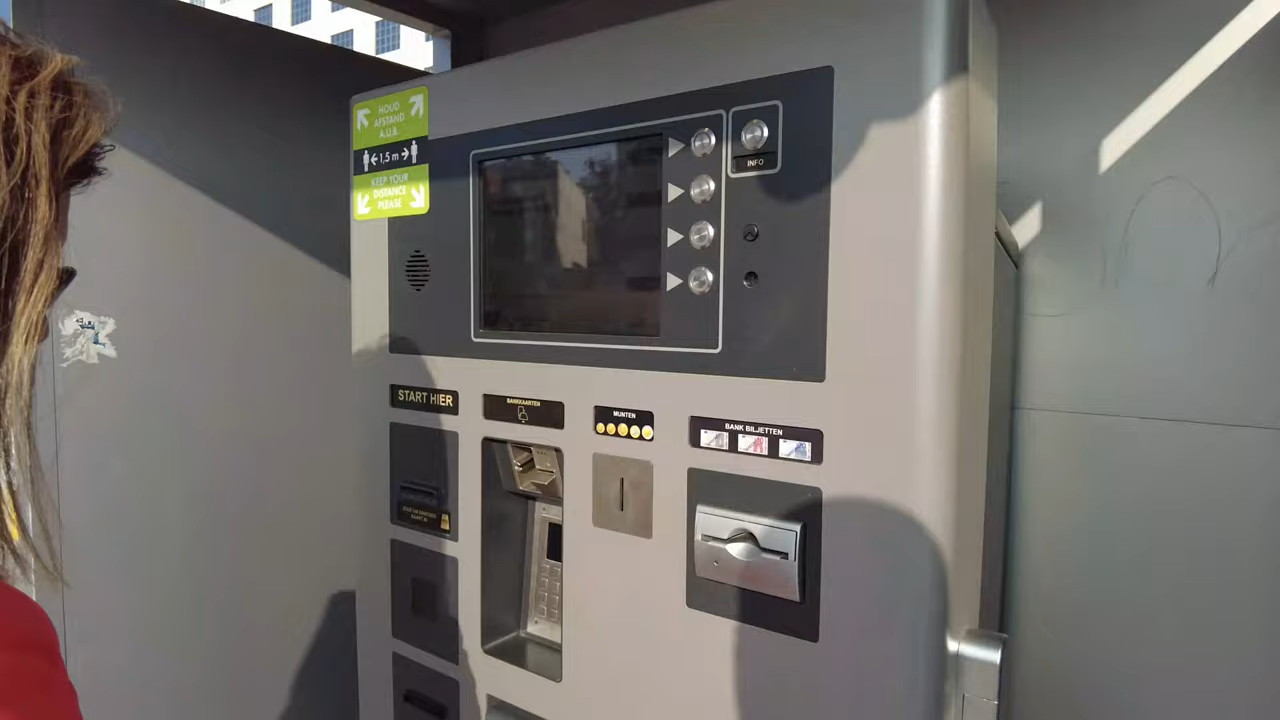 HOUD
AFSTAND
A.U.B.
1,5 m
KEEP YOUR
DISTANCE
PLEASE
INFO
START HIER
BANKKAARTEN
MUNTEN
BANK BILJETTEN